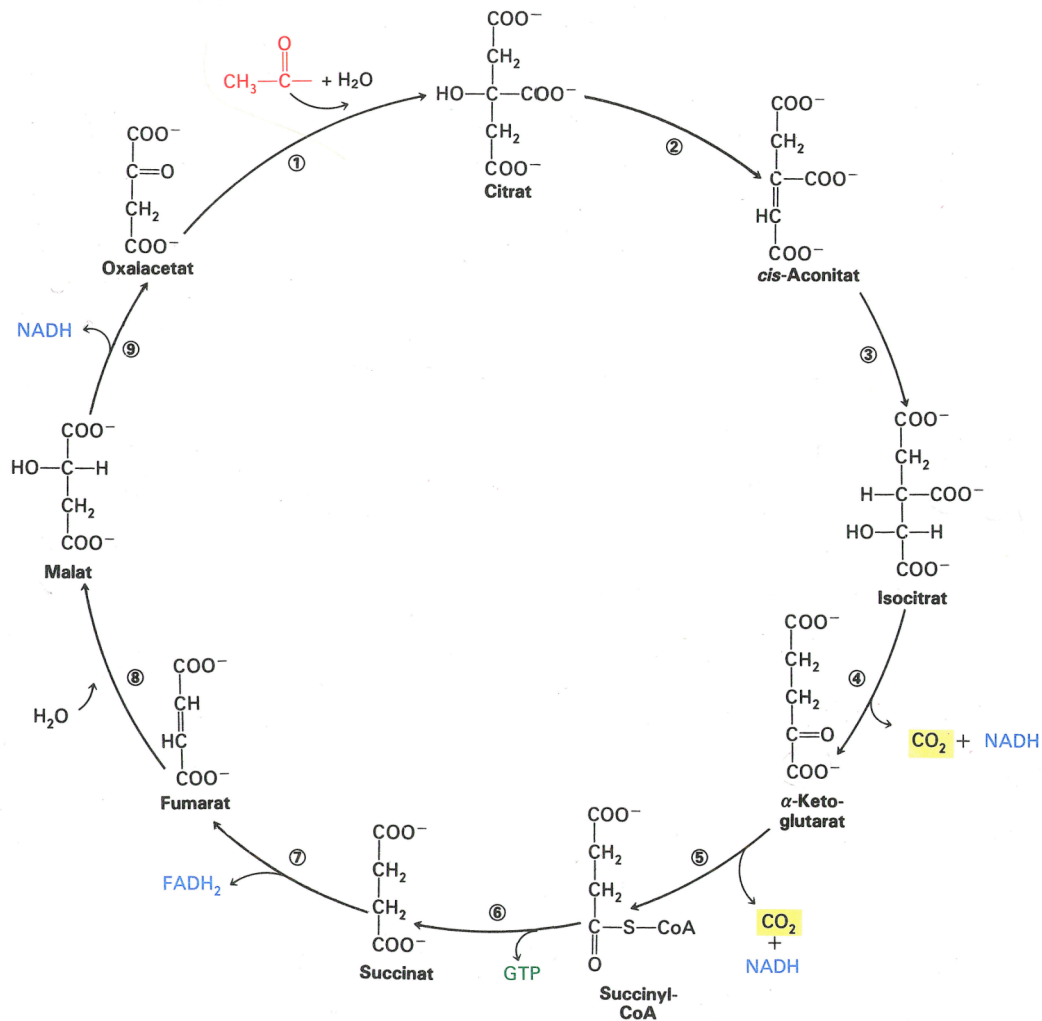 O
CH₃—C— + H₂O
①
COO⁻
CH₂
HO—C—COO⁻
CH₂
COO⁻
Citrat
②
COO⁻
CH₂
C—COO⁻
HC
COO⁻
cis-Aconitat
③
COO⁻
CH₂
H—C—COO⁻
HO—C—H
COO⁻
Isocitrat
④
CO₂ + NADH
COO⁻
CH₂
CH₂
C=O
COO⁻
α-Keto-
glutarat
⑤
CO₂
+
NADH
COO⁻
CH₂
CH₂
C—S—CoA
O
Succinyl-
CoA
⑥
GTP
COO⁻
CH₂
CH₂
COO⁻
Succinat
⑦
FADH₂
COO⁻
CH
HC
COO⁻
Fumarat
⑧
H₂O
COO⁻
HO—C—H
CH₂
COO⁻
Malat
⑨
NADH
COO⁻
C=O
CH₂
COO⁻
Oxalacetat